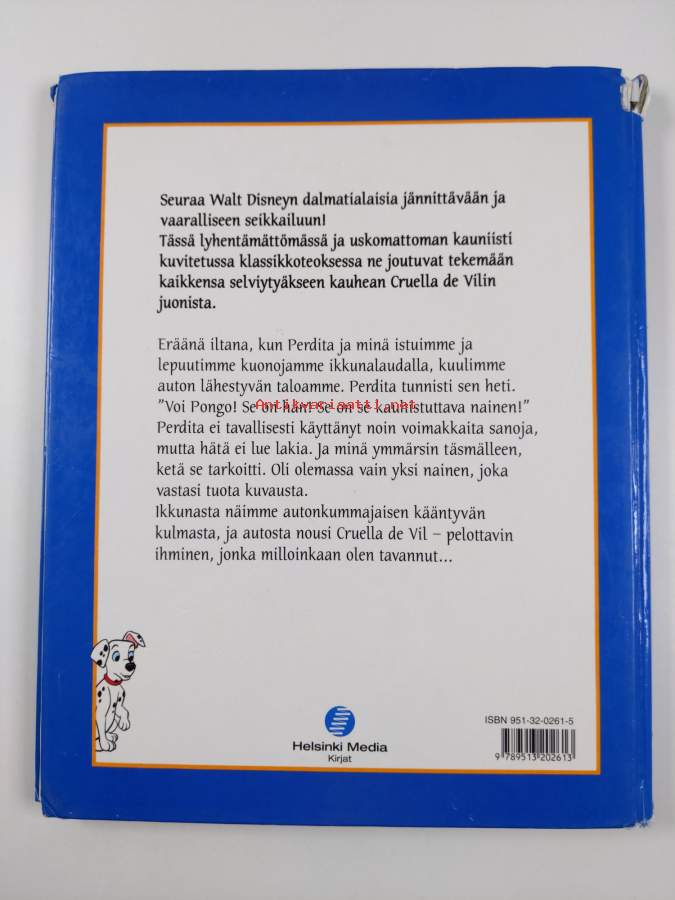 Seuraa Walt Disneyn dalmatialaisia jännittävään ja
vaaralliseen seikkailuun!
Tässä lyhentämättömässä ja uskomattoman kauniisti
kuvitetussa klassikkoteoksessa ne joutuvat tekemään
kaikkensa selviytyäkseen kauhean Cruella de Vilin
juonista.
Eräänä iltana, kun Perdita ja minä istuimme ja
lepuutimme kuonojamme ikkunalaudalla, kuulimme
auton lähestyvän taloamme. Perdita tunnisti sen heti.
Antikvariaatti.net
”Voi Pongo! Se on hän! Se on se kauhistuttava nainen!”
Perdita ei tavallisesti käyttänyt noin voimakkaita sanoja,
mutta hätä ei lue lakia. Ja minä ymmärsin täsmälleen,
ketä se tarkoitti. Oli olemassa vain yksi nainen, joka
vastasi tuota kuvausta.
Ikkunasta näimme autonkummajaisen kääntyvän
kulmasta, ja autosta nousi Cruella de Vil – pelottavin
ihminen, jonka milloinkaan olen tavannut...
ISBN 951-32-0261-5
Helsinki Media
Kirjat
9 789513 202613